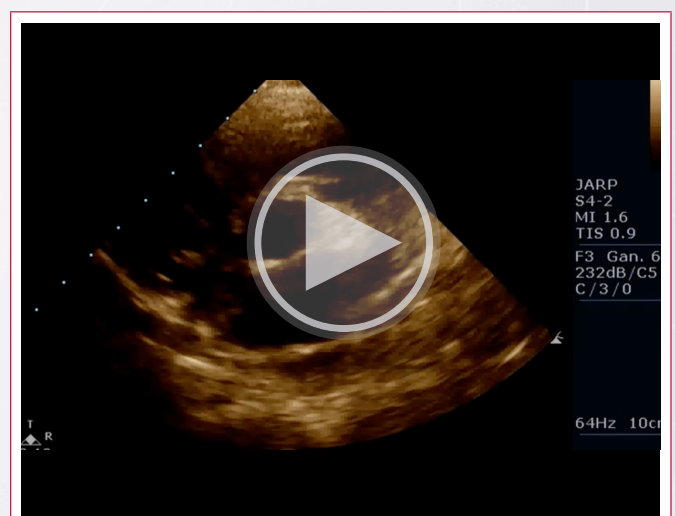 JARP
S4-2
MI 1.6
TIS 0.9
F3 Gan. 6
232dB/C5
C/3/0
64Hz 10cm
T
R